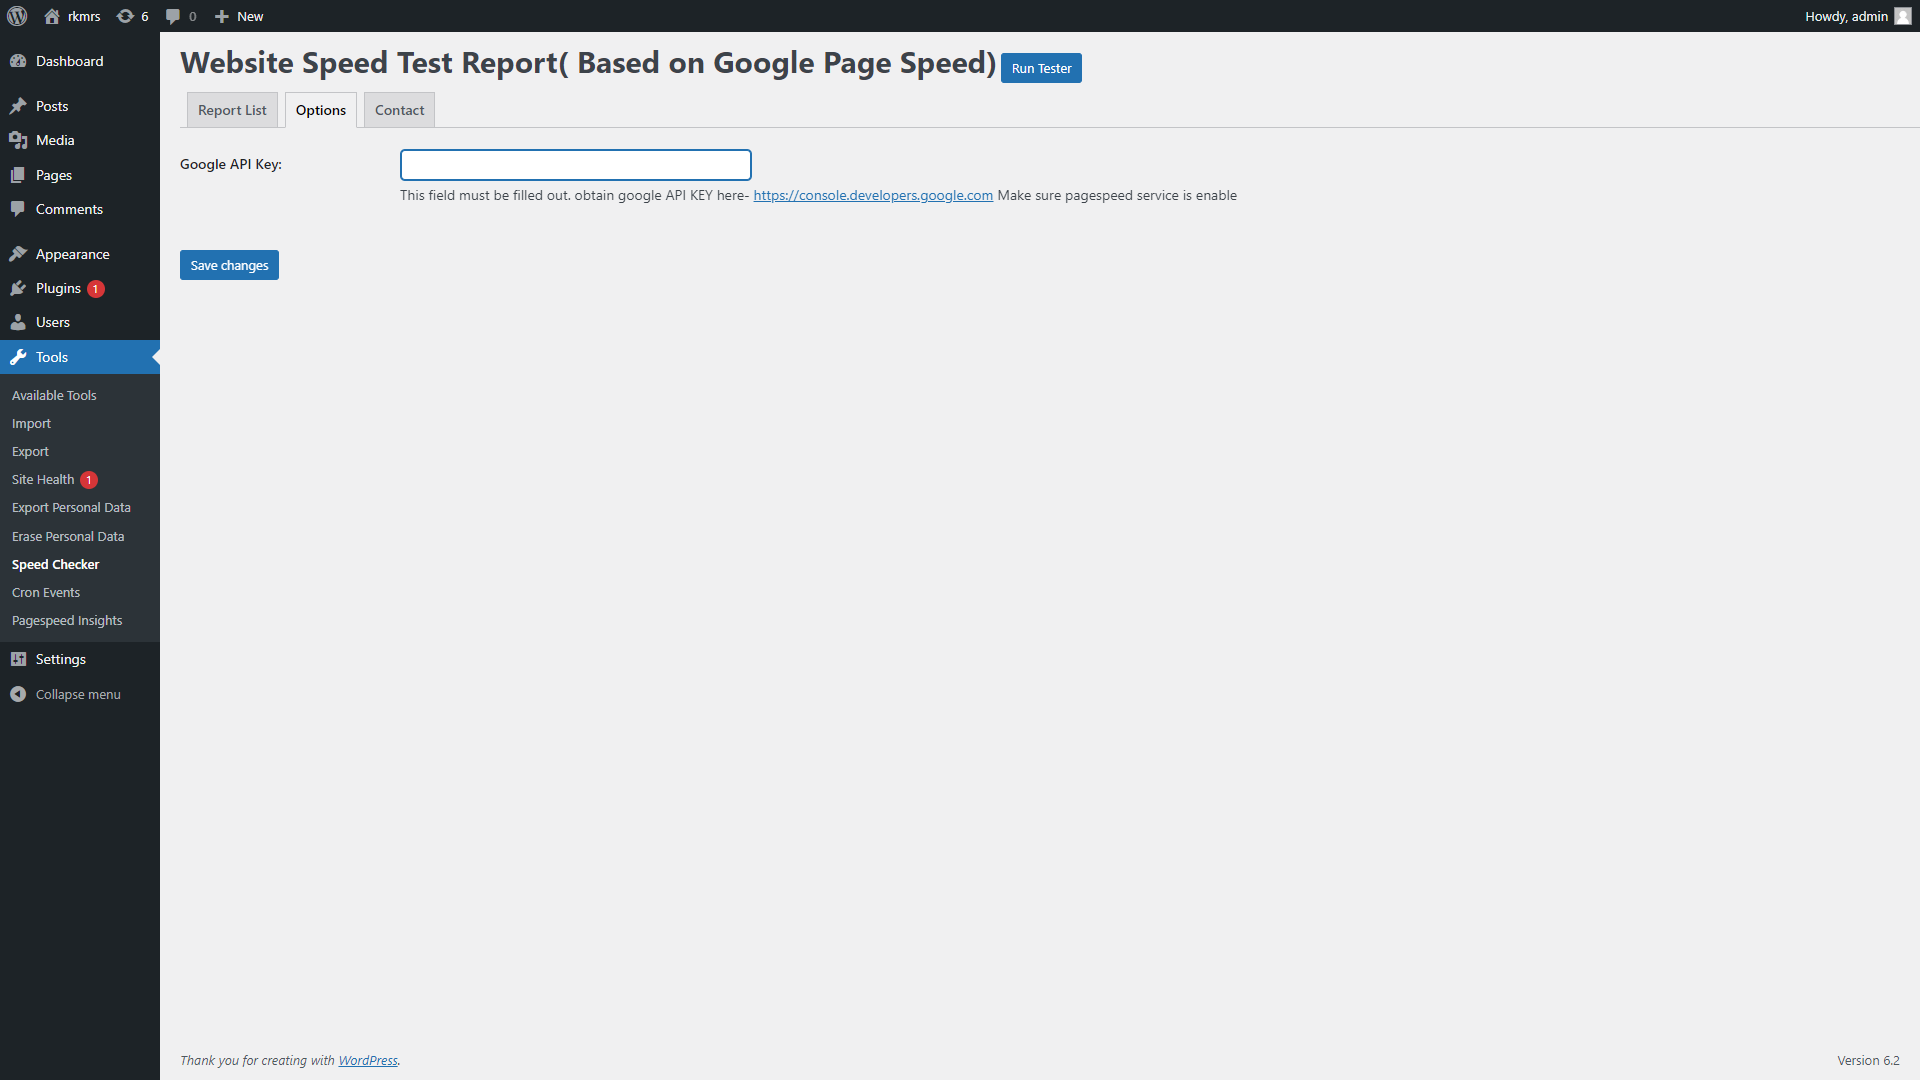 rkmrs
6
0
New
Howdy, admin
Dashboard
Posts
Media
Pages
Comments
Appearance
Plugins 1
Users
Tools
Available Tools
Import
Export
Site Health 1
Export Personal Data
Erase Personal Data
Speed Checker
Cron Events
Pagespeed Insights
Settings
Collapse menu
Website Speed Test Report( Based on Google Page Speed) Run Tester
Report List
Options
Contact
Google API Key:
This field must be filled out. obtain google API KEY here- https://console.developers.google.com Make sure pagespeed service is enable
Save changes
Thank you for creating with WordPress.
Version 6.2